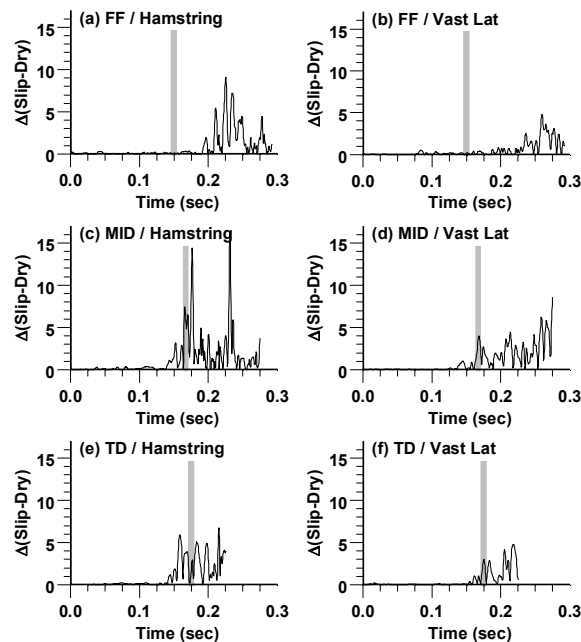 (a) FF / Hamstring
(b) FF / Vast Lat
Δ(Slip-Dry)
15
10
5
0
0.0 0.1 0.2 0.3
Time (sec)
Δ(Slip-Dry)
15
10
5
0
0.0 0.1 0.2 0.3
Time (sec)
(c) MID / Hamstring
(d) MID / Vast Lat
Δ(Slip-Dry)
15
10
5
0
0.0 0.1 0.2 0.3
Time (sec)
Δ(Slip-Dry)
15
10
5
0
0.0 0.1 0.2 0.3
Time (sec)
(e) TD / Hamstring
(f) TD / Vast Lat
Δ(Slip-Dry)
15
10
5
0
0.0 0.1 0.2 0.3
Time (sec)
Δ(Slip-Dry)
15
10
5
0
0.0 0.1 0.2 0.3
Time (sec)